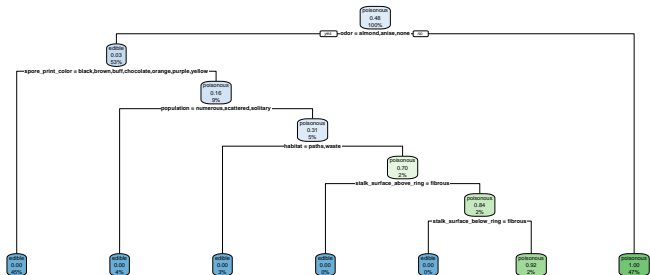 poisonous
0.48
100%
yes odor = almond,anise,none no
edible
0.03
53%
spore_print_color = black,brown,buff,chocolate,orange,purple,yellow
poisonous
0.16
9%
population = numerous,scattered,solitary
poisonous
0.31
5%
habitat = paths,waste
poisonous
0.70
2%
stalk_surface_above_ring = fibrous
poisonous
0.84
2%
stalk_surface_below_ring = fibrous
edible
0.00
45%
edible
0.00
4%
edible
0.00
3%
edible
0.00
0%
edible
0.00
0%
poisonous
0.92
2%
poisonous
1.00
47%